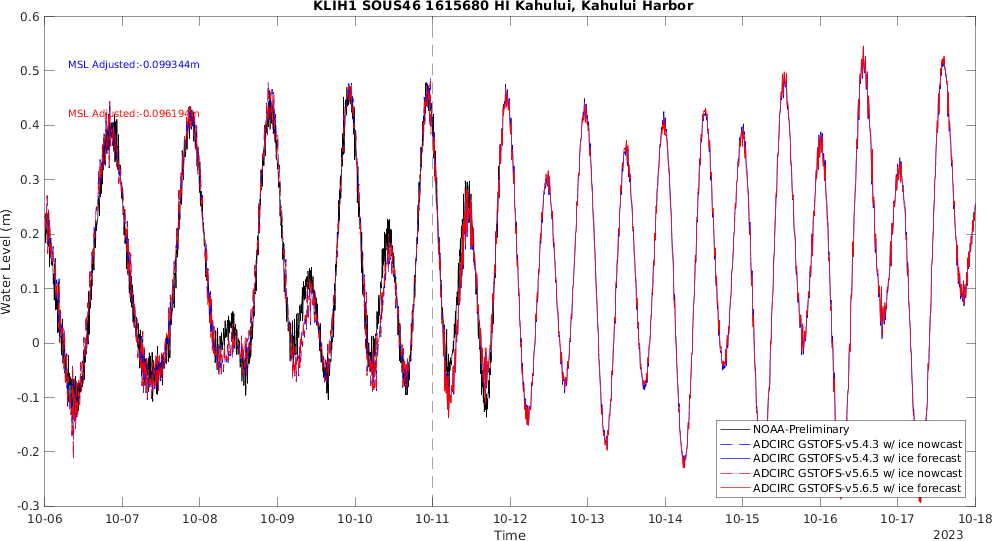 KLIH1 SOUS46 1615680 HI Kahului, Kahului Harbor
0.6
0.5
0.4
0.3
0.2
0.1
0
-0.1
-0.2
-0.3
Water Level (m)
MSL Adjusted:-0.099344m
MSL Adjusted:-0.096194m
NOAA-Preliminary
ADCIRC GSTOFS-v5.4.3 w/ ice nowcast
ADCIRC GSTOFS-v5.4.3 w/ ice forecast
ADCIRC GSTOFS-v5.6.5 w/ ice nowcast
ADCIRC GSTOFS-v5.6.5 w/ ice forecast
10-06 10-07 10-08 10-09 10-10 10-11 10-12 10-13 10-14 10-15 10-16 10-17 10-18
Time
2023